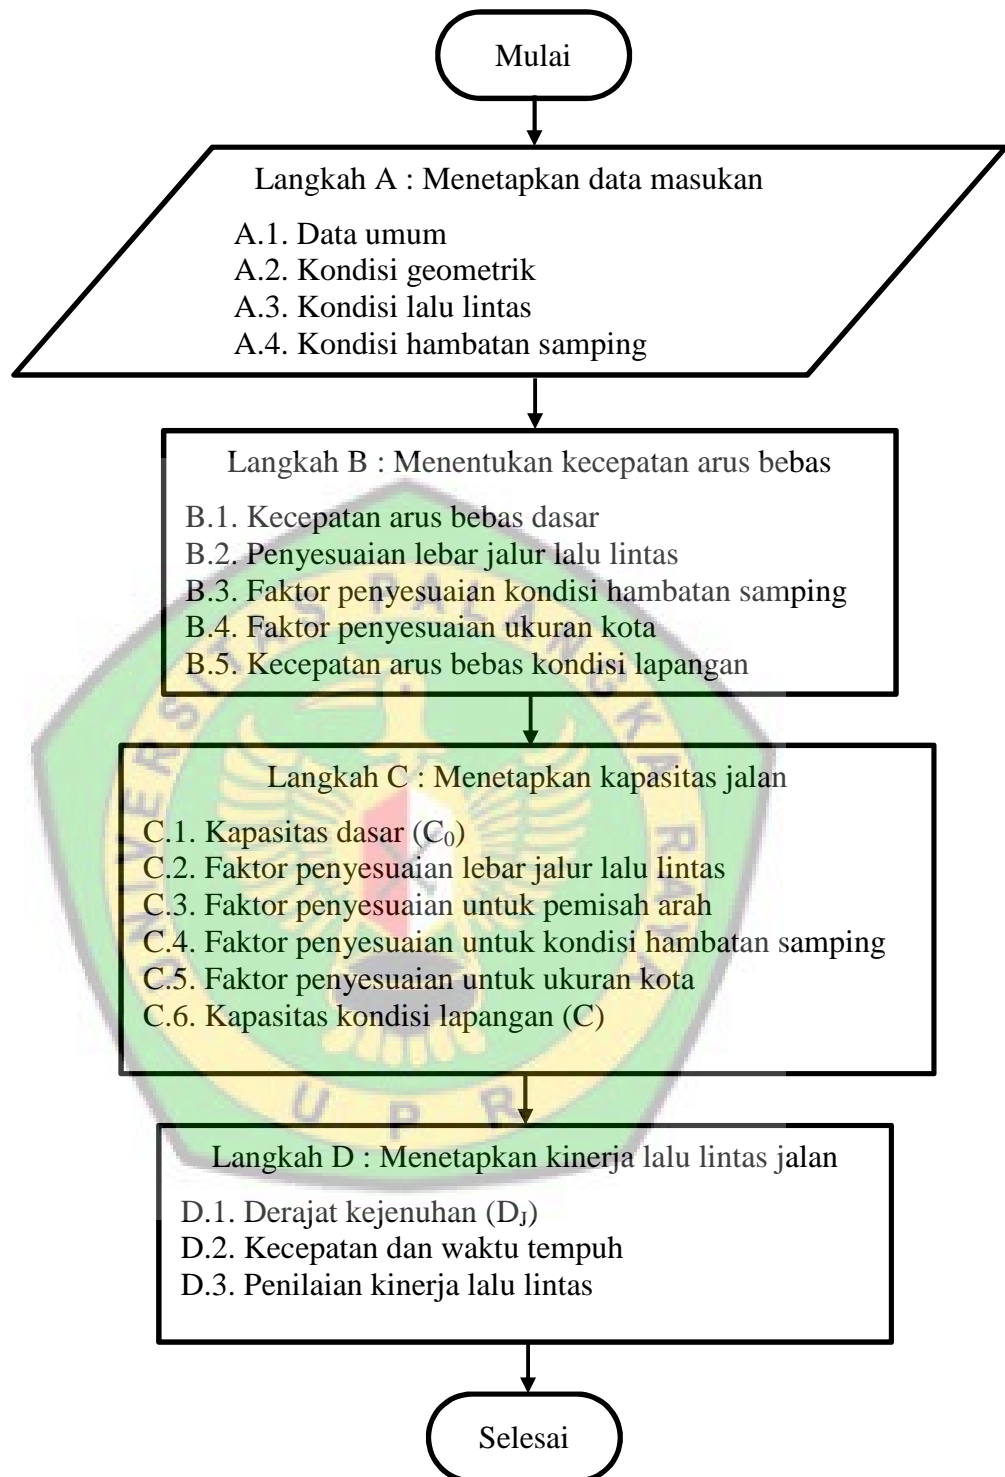 Mulai
Langkah A : Menetapkan data masukan
A.1. Data umum
A.2. Kondisi geometrik
A.3. Kondisi lalu lintas
A.4. Kondisi hambatan samping
Langkah B : Menentukan kecepatan arus bebas
B.1. Kecepatan arus bebas dasar
B.2. Penyesuaian lebar jalur lalu lintas
B.3. Faktor penyesuaian kondisi hambatan samping
B.4. Faktor penyesuaian ukuran kota
B.5. Kecepatan arus bebas kondisi lapangan
Langkah C : Menetapkan kapasitas jalan
C.1. Kapasitas dasar (C₀)
C.2. Faktor penyesuaian lebar jalur lalu lintas
C.3. Faktor penyesuaian untuk pemisah arah
C.4. Faktor penyesuaian untuk kondisi hambatan samping
C.5. Faktor penyesuaian untuk ukuran kota
C.6. Kapasitas kondisi lapangan (C)
Langkah D : Menetapkan kinerja lalu lintas jalan
D.1. Derajat kejenuhan (Dᴊ)
D.2. Kecepatan dan waktu tempuh
D.3. Penilaian kinerja lalu lintas
Selesai
UNIVERSITAS PALANGKA RAYA
UPR